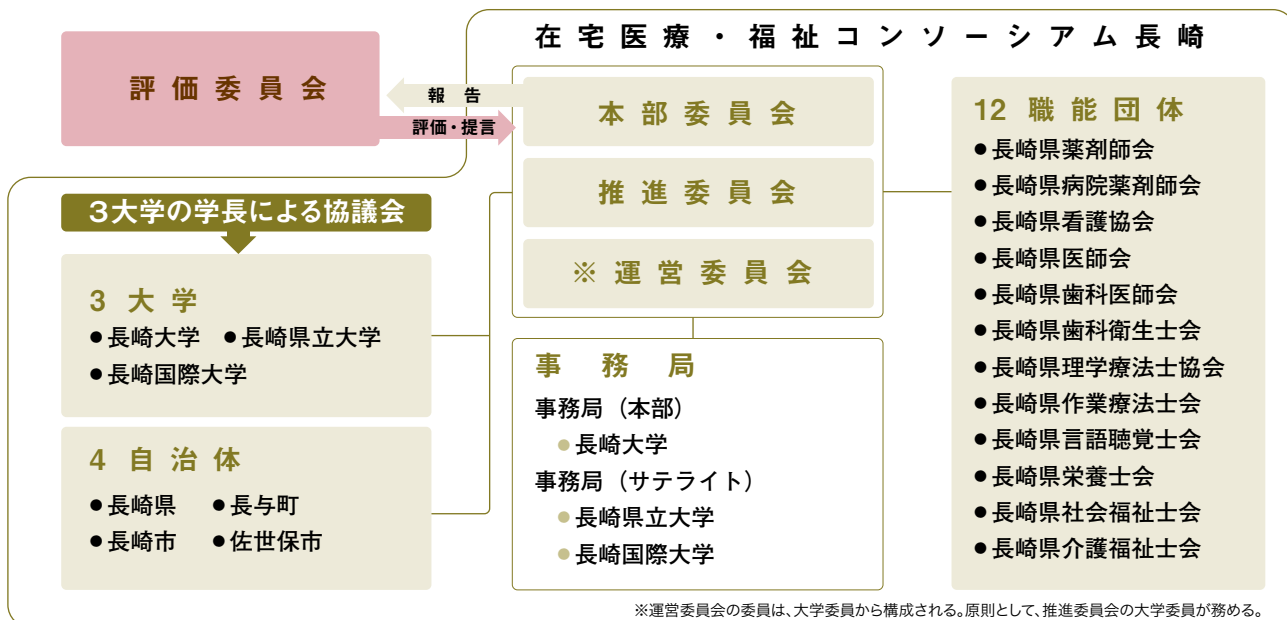 在宅医療・福祉コンソーシアム長崎
評価委員会
報告
評価・提言
本部委員会
推進委員会
※運営委員会
3大学の学長による協議会
3大学
●長崎大学 ●長崎県立大学
●長崎国際大学
4自治体
●長崎県 ●長与町
●長崎市 ●佐世保市
事務局
事務局（本部）
●長崎大学
事務局（サテライト）
●長崎県立大学
●長崎国際大学
12職能団体
●長崎県薬剤師会
●長崎県病院薬剤師会
●長崎県看護協会
●長崎県医師会
●長崎県歯科医師会
●長崎県歯科衛生士会
●長崎県理学療法士協会
●長崎県作業療法士会
●長崎県言語聴覚士会
●長崎県栄養士会
●長崎県社会福祉士会
●長崎県介護福祉士会
※運営委員会の委員は、大学委員から構成される。原則として、推進委員会の大学委員が務める。